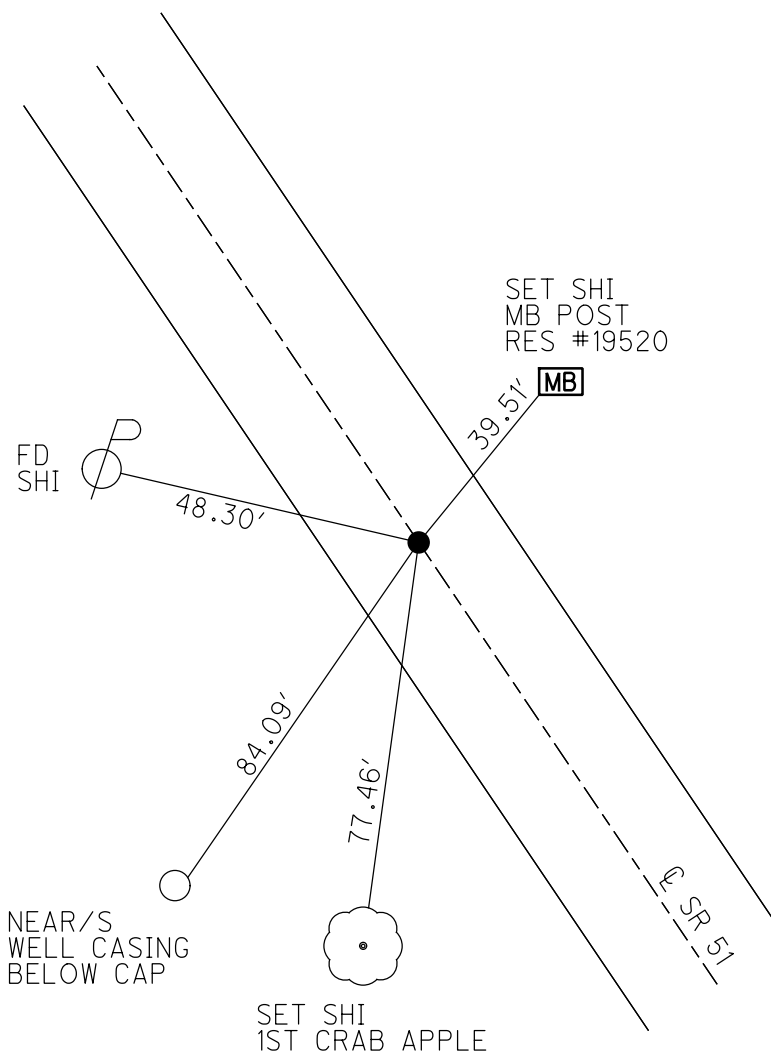 SET SHI
MB POST
RES #19520
MB
39.51'
FD
SHI
48.30'
84.09'
77.46'
℄ SR 51
NEAR/S
WELL CASING
BELOW CAP
SET SHI
1ST CRAB APPLE